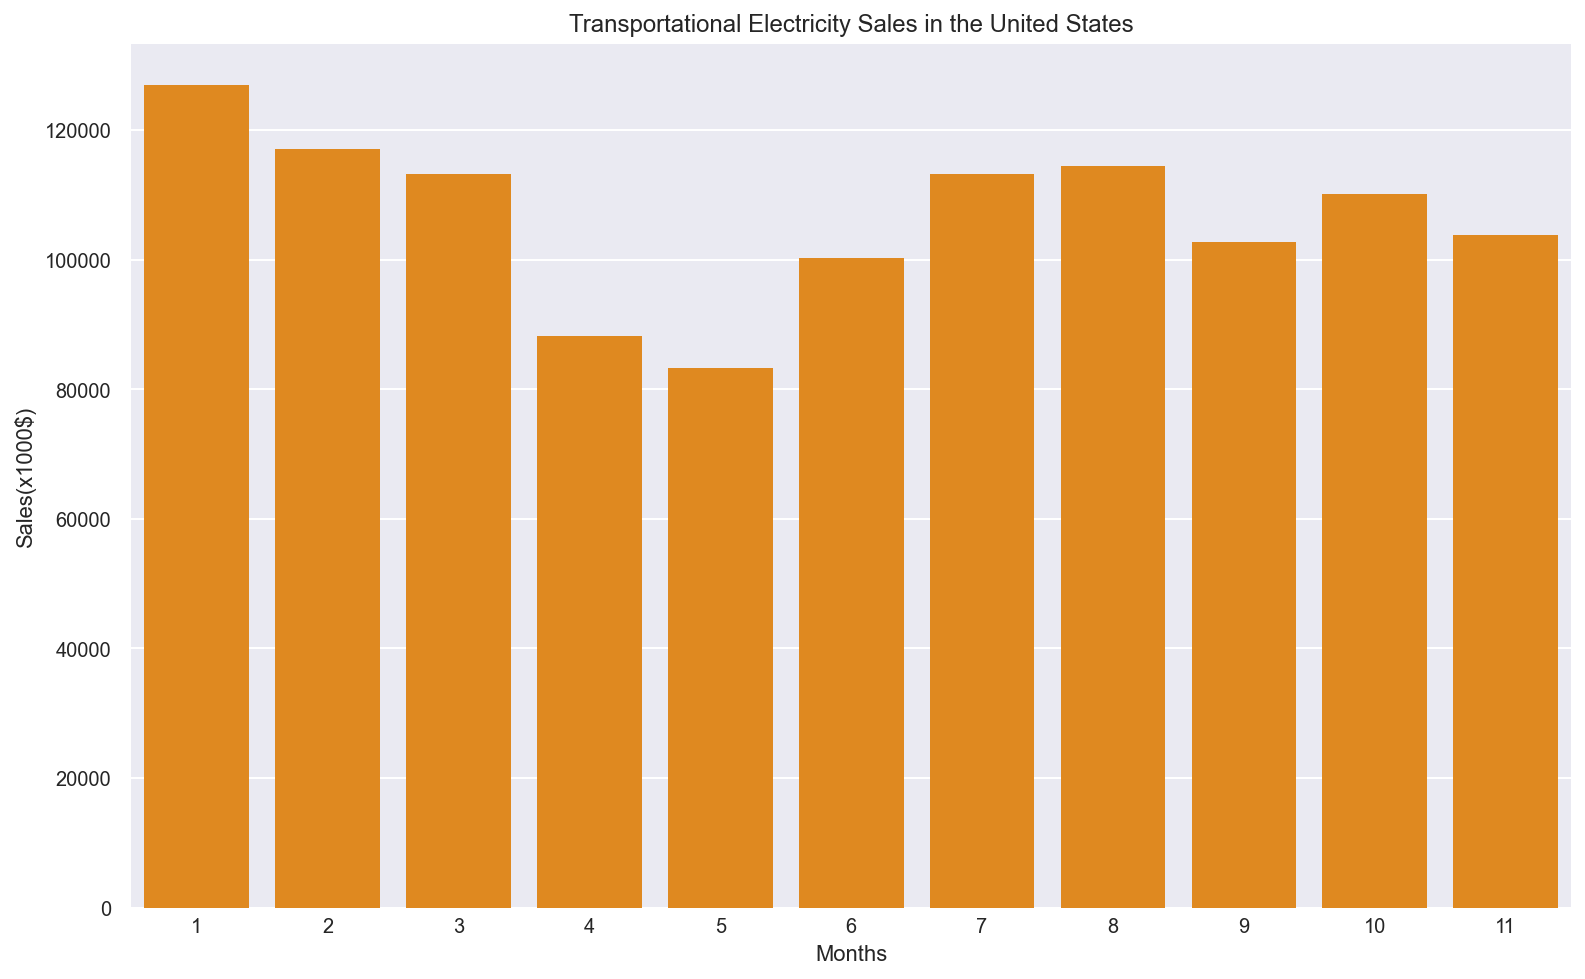 Transportational Electricity Sales in the United States
120000
100000
80000
60000
40000
20000
0
Sales(x1000$)
1 2 3 4 5 6 7 8 9 10 11
Months